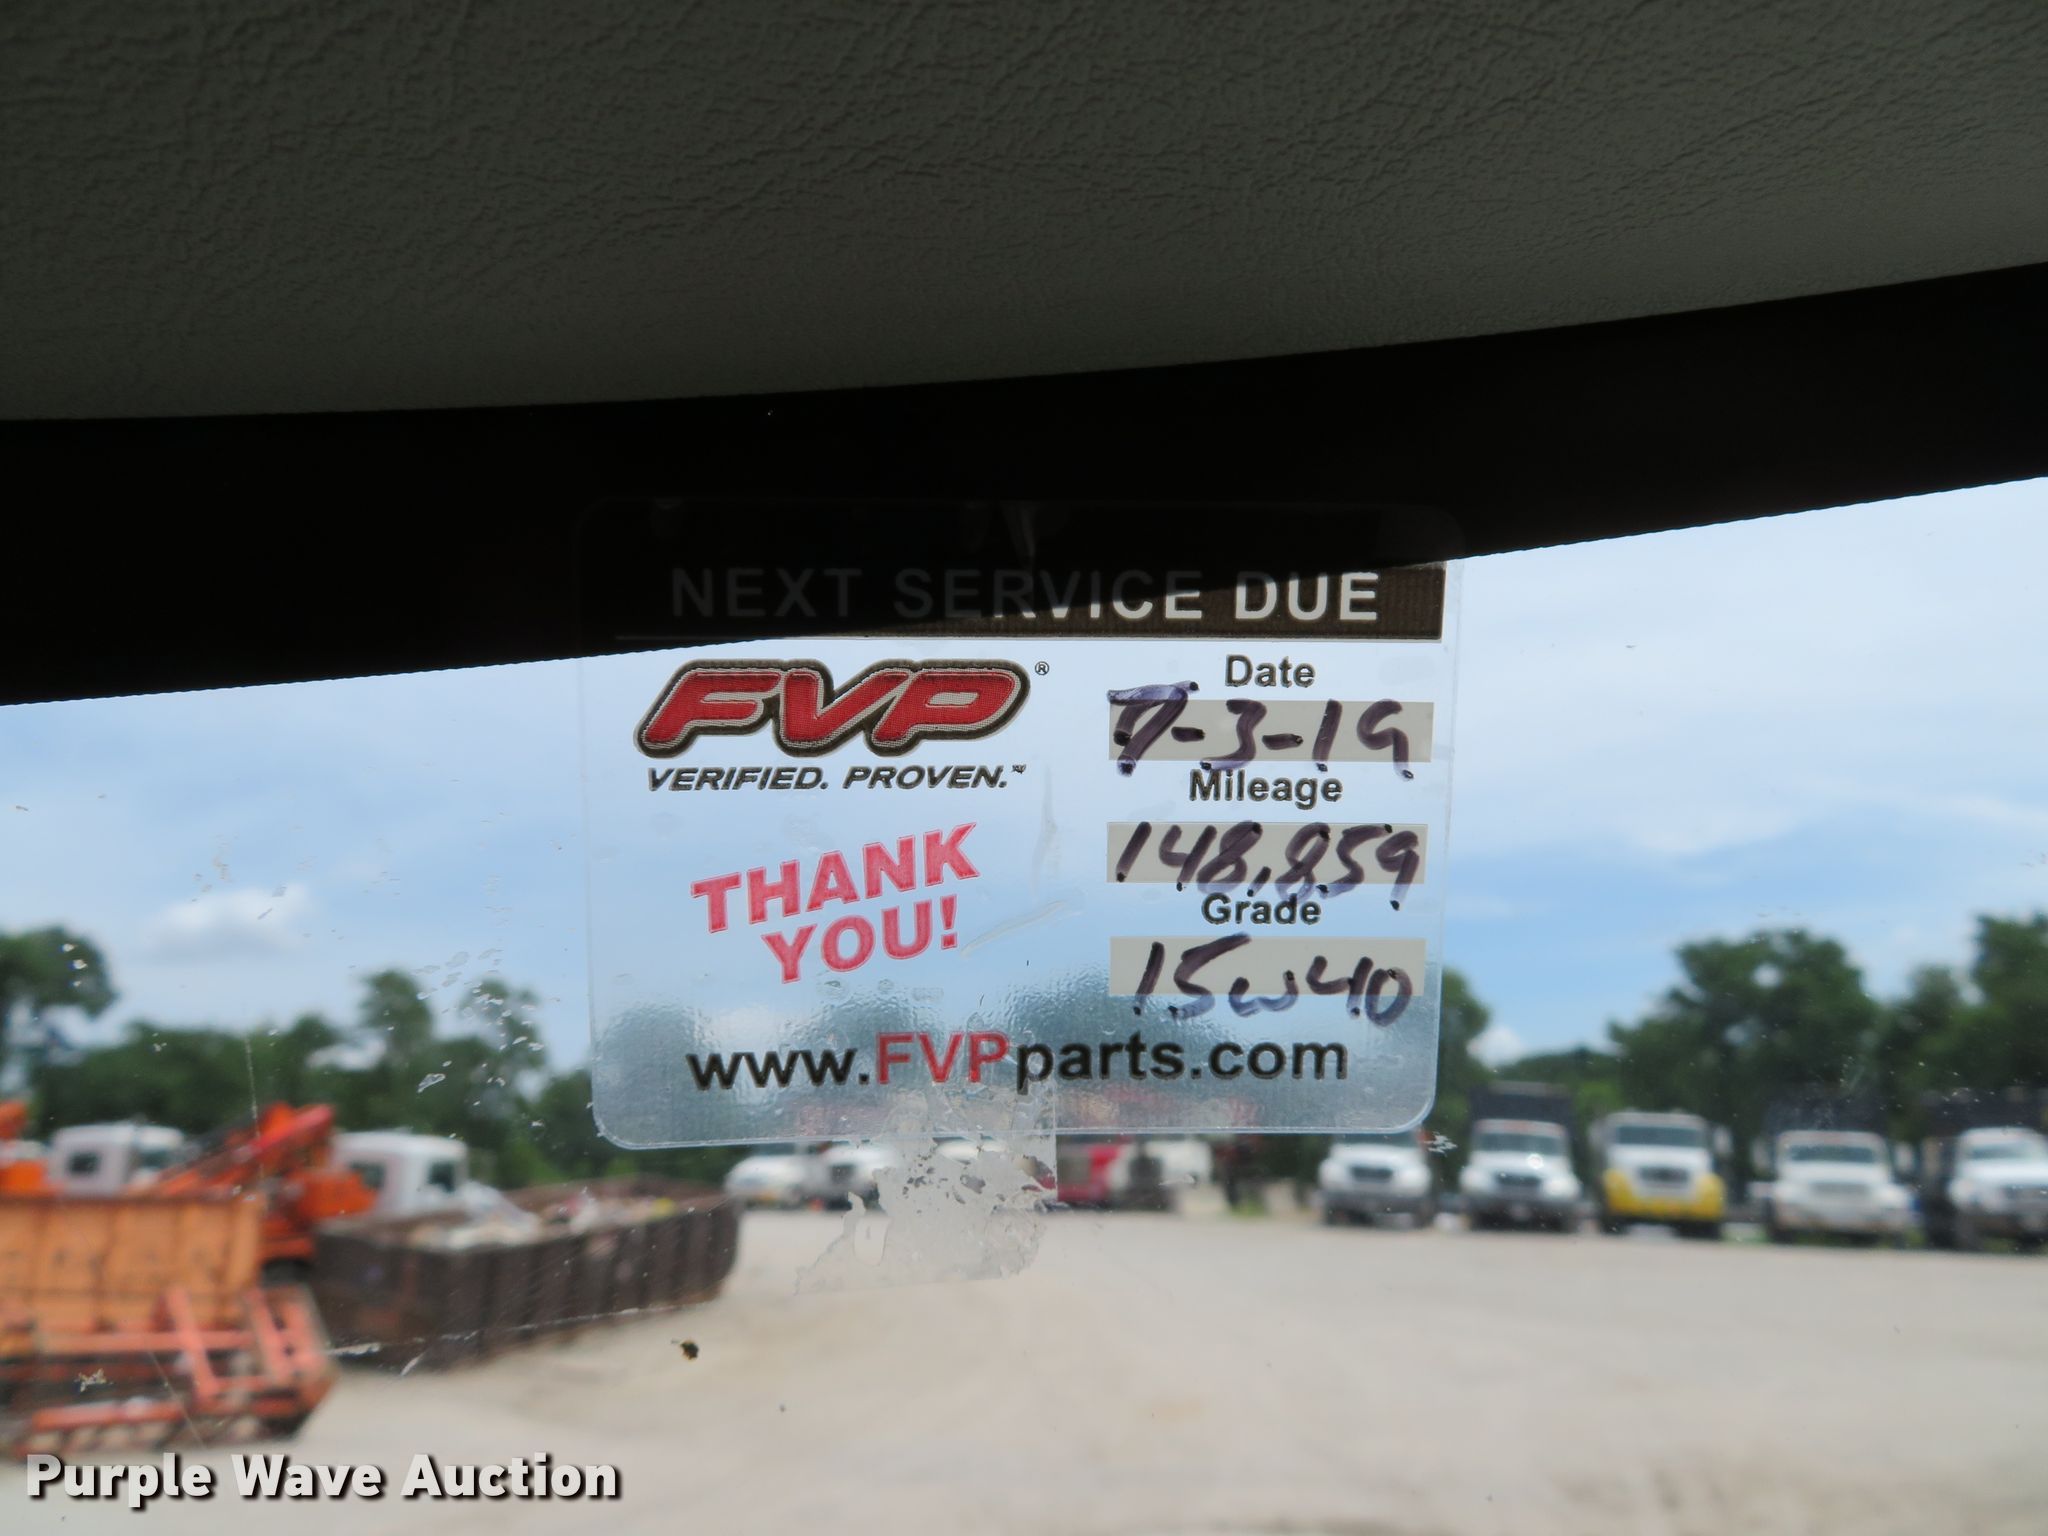 NEXT SERVICE DUE
FVP®
VERIFIED. PROVEN.™
THANK
YOU!
Date
7-3-19
Mileage
148,859
Grade
15w40
www.FVPparts.com
Purple Wave Auction